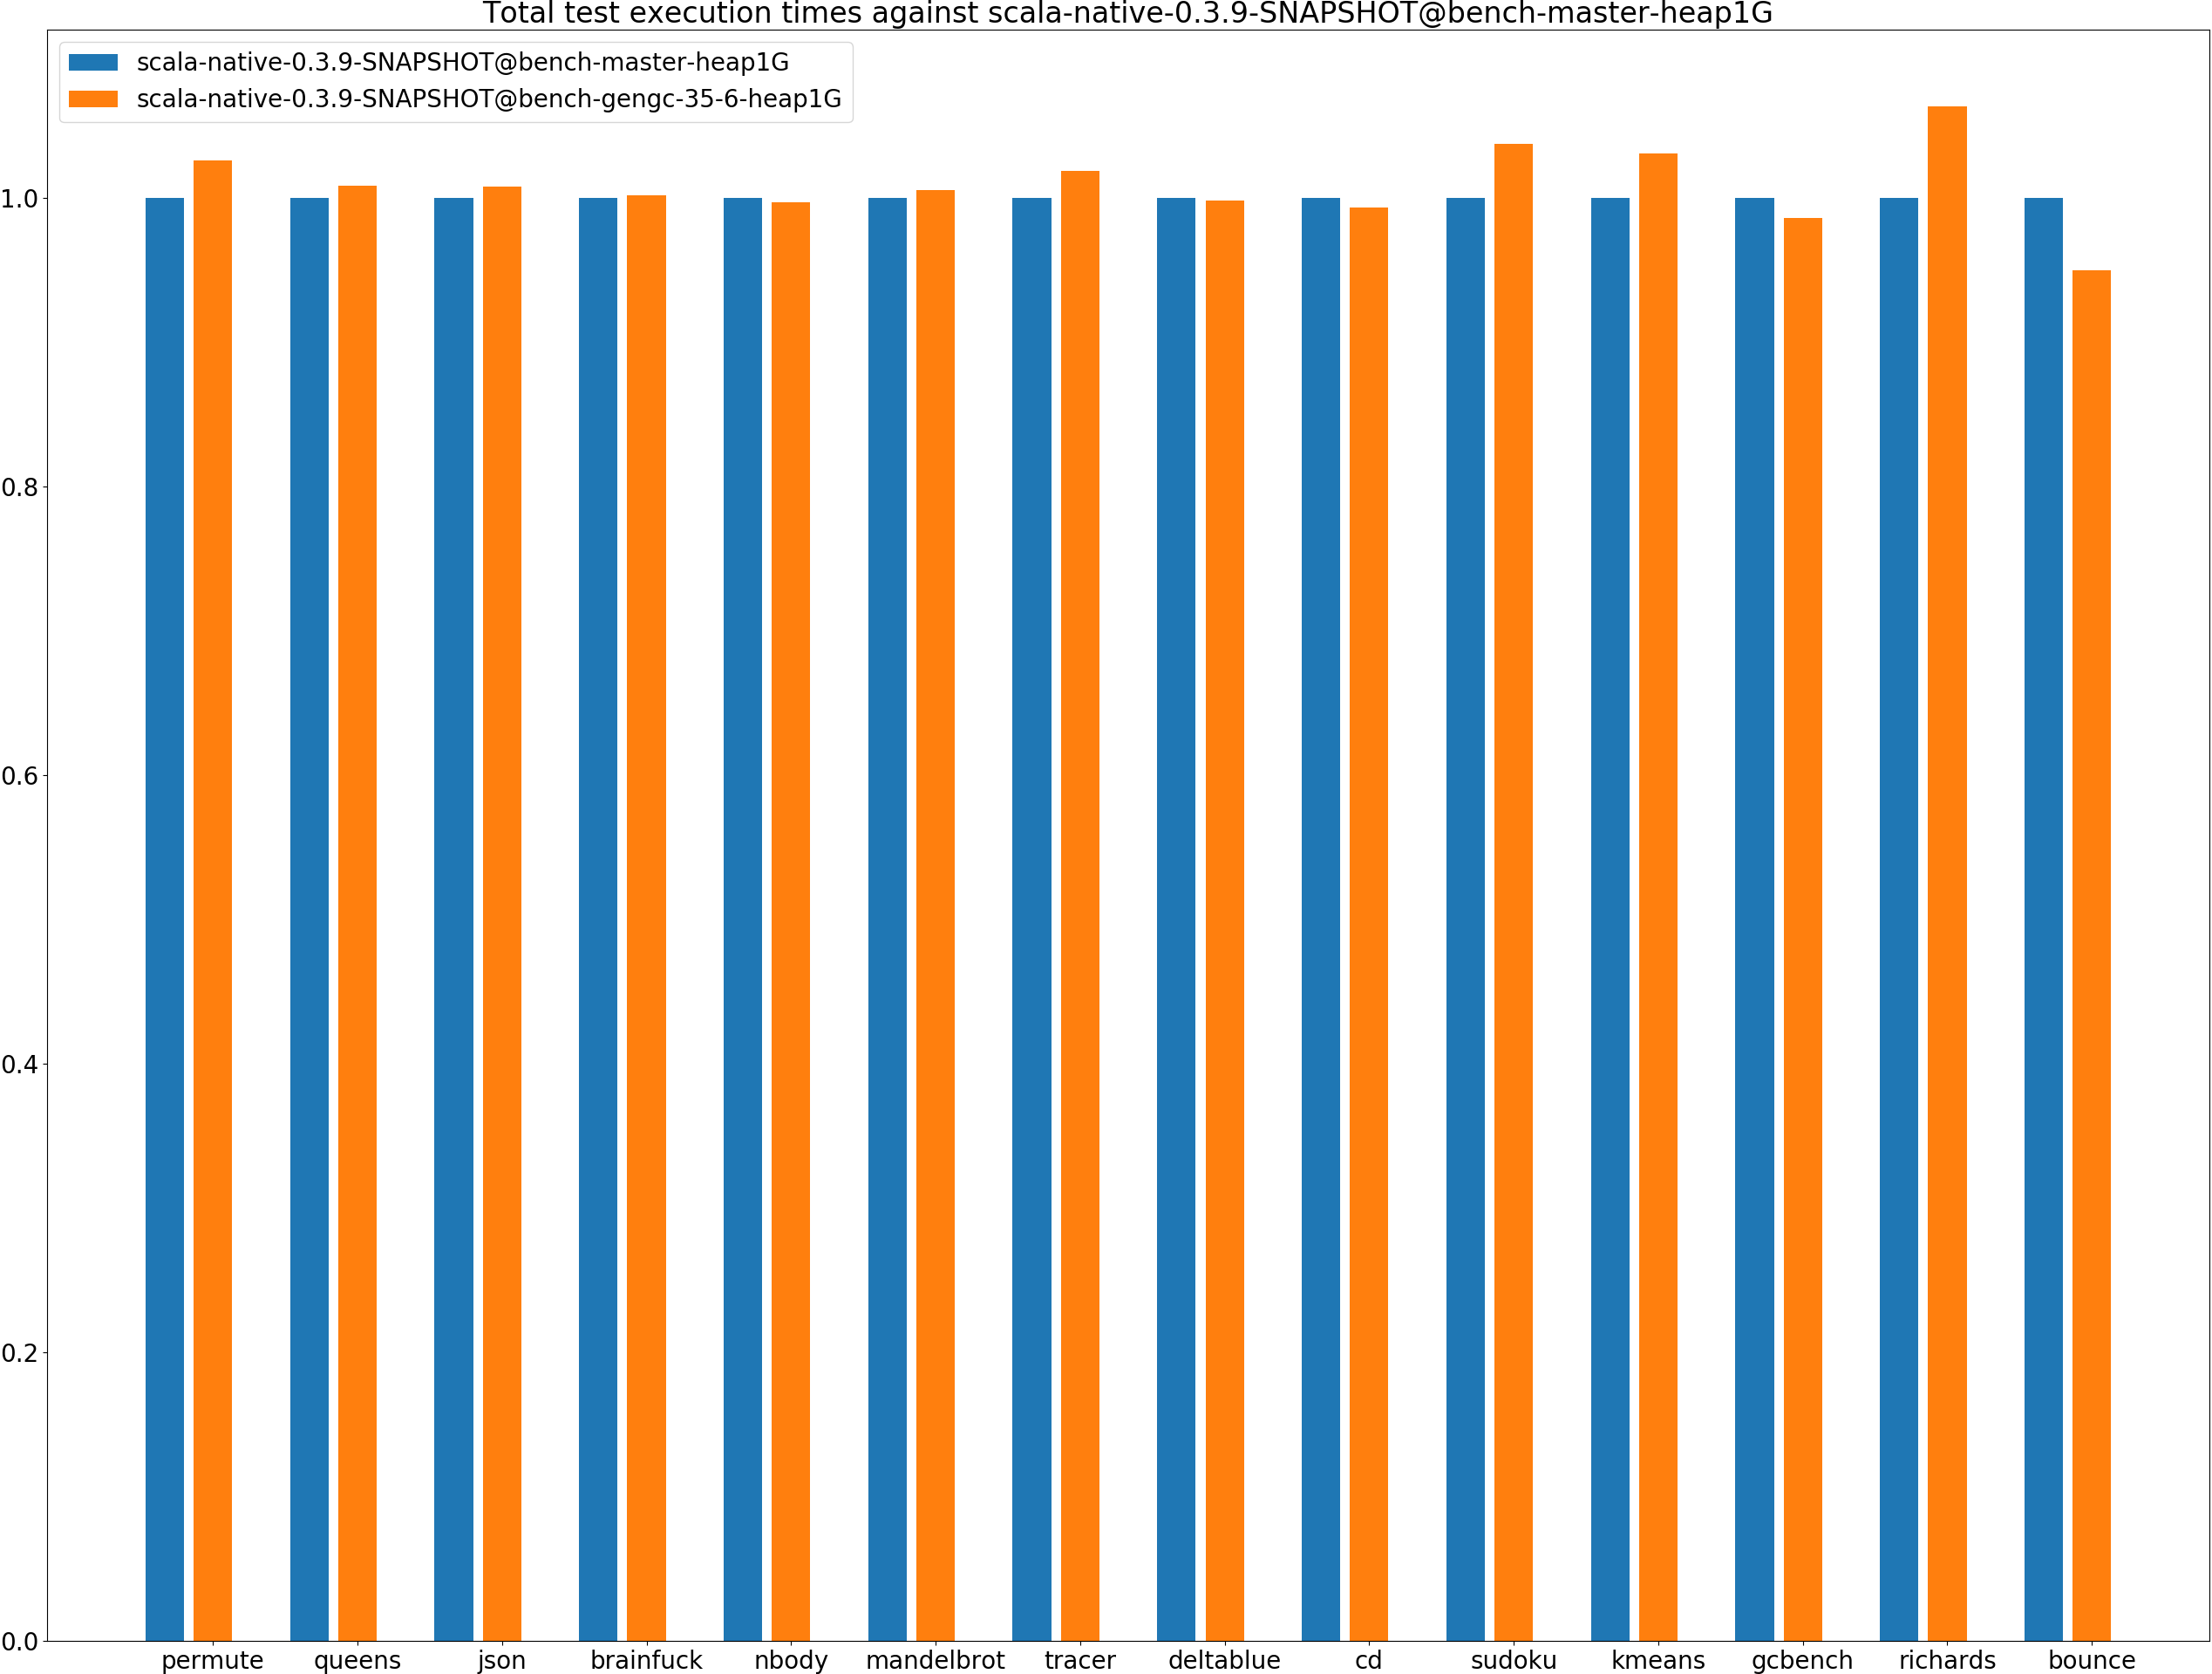 Total test execution times against scala-native-0.3.9-SNAPSHOT@bench-master-heap1G
scala-native-0.3.9-SNAPSHOT@bench-master-heap1G
scala-native-0.3.9-SNAPSHOT@bench-gengc-35-6-heap1G
1.0
0.8
0.6
0.4
0.2
0.0
permute queens json brainfuck nbody mandelbrot tracer deltablue cd sudoku kmeans gcbench richards bounce